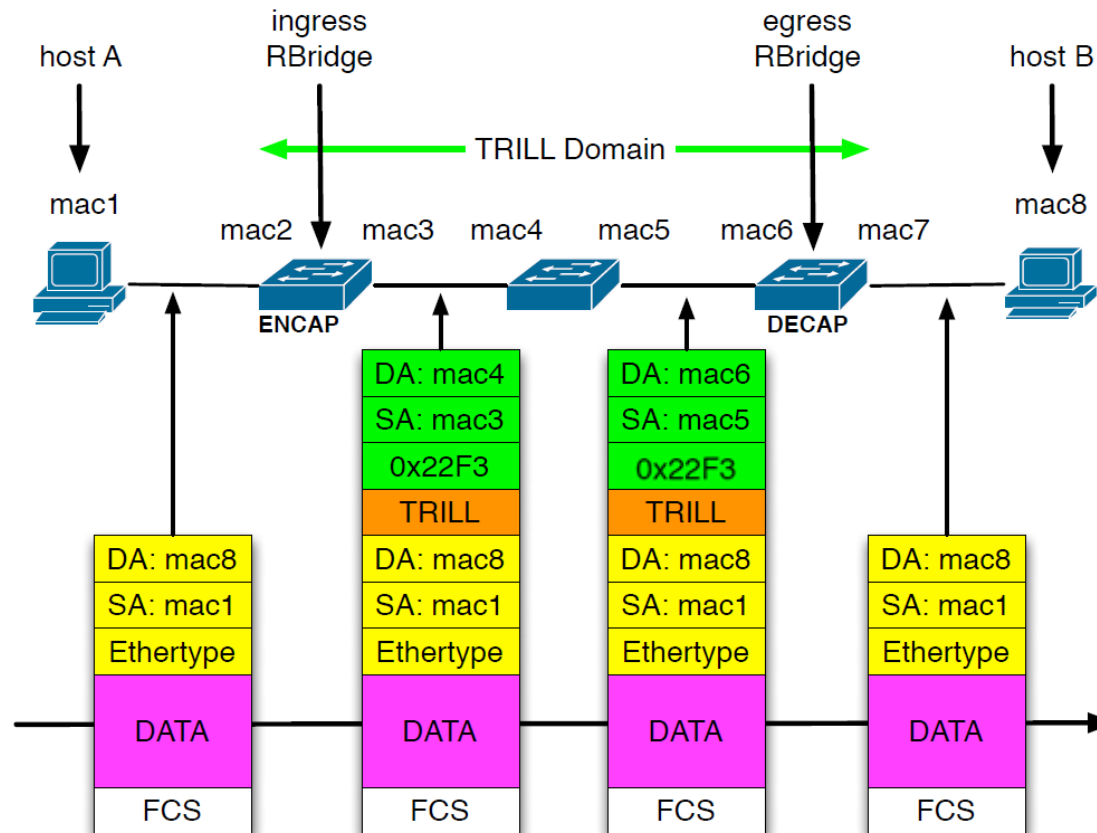 ingress
RBridge
egress
RBridge
host A
host B
TRILL Domain
mac1
mac8
mac2
mac3
mac4
mac5
mac6
mac7
ENCAP
DECAP
DA: mac4
SA: mac3
0x22F3
TRILL
DA: mac6
SA: mac5
0x22F3
TRILL
DA: mac8
SA: mac1
Ethertype
DATA
FCS
DA: mac8
SA: mac1
Ethertype
DATA
FCS
DA: mac8
SA: mac1
Ethertype
DATA
FCS
DA: mac8
SA: mac1
Ethertype
DATA
FCS